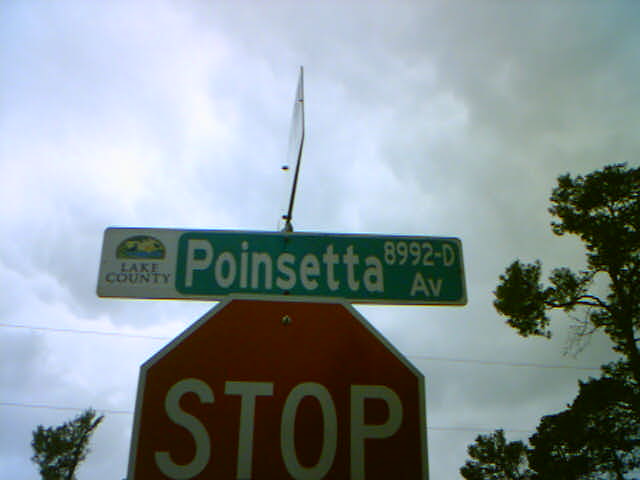 LAKE
COUNTY
Poinsetta 8992-D
Av
STOP